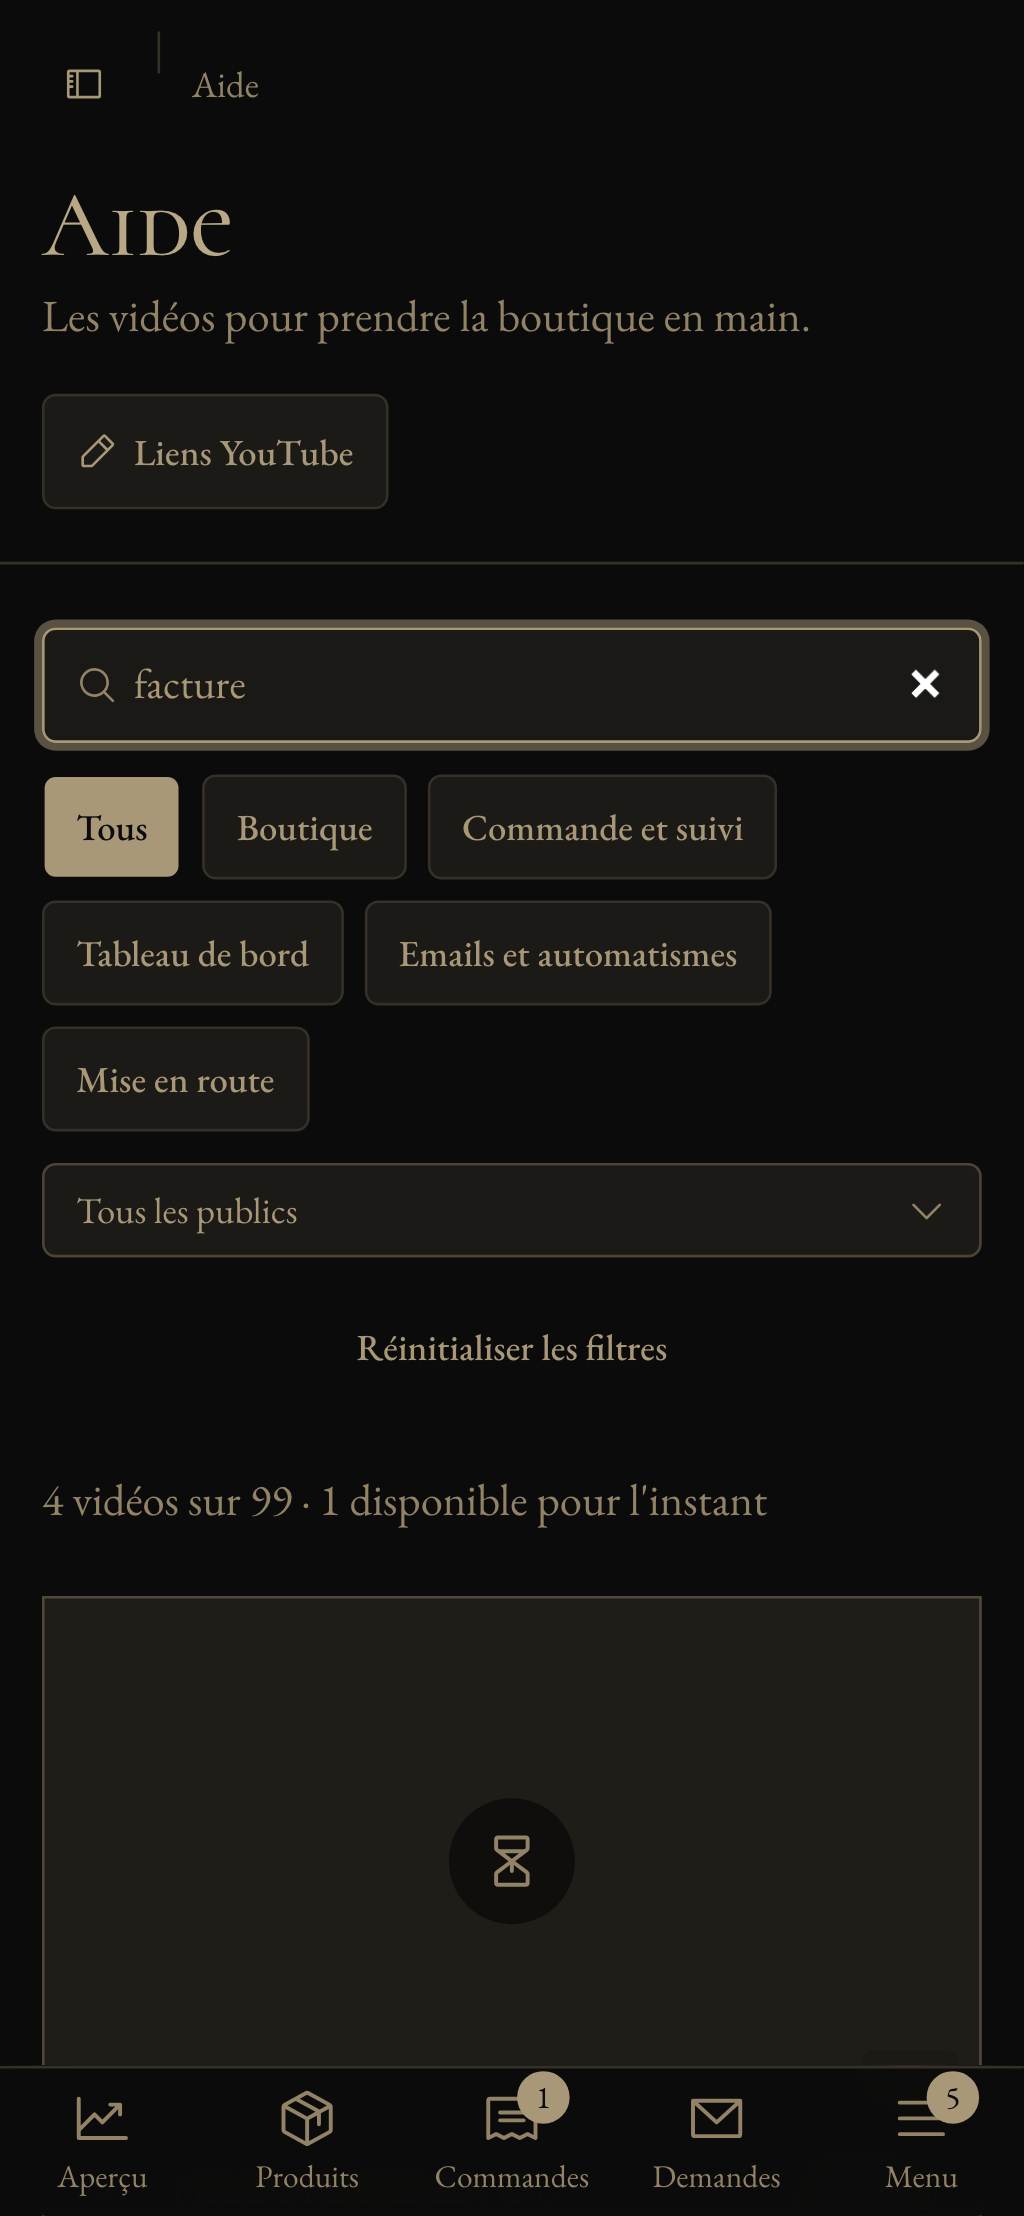 Aide
Aide
Les vidéos pour prendre la boutique en main.
Liens YouTube
facture
Tous
Boutique
Commande et suivi
Tableau de bord
Emails et automatismes
Mise en route
Tous les publics
Réinitialiser les filtres
4 vidéos sur 99 · 1 disponible pour l'instant
1
5
Aperçu
Produits
Commandes
Demandes
Menu